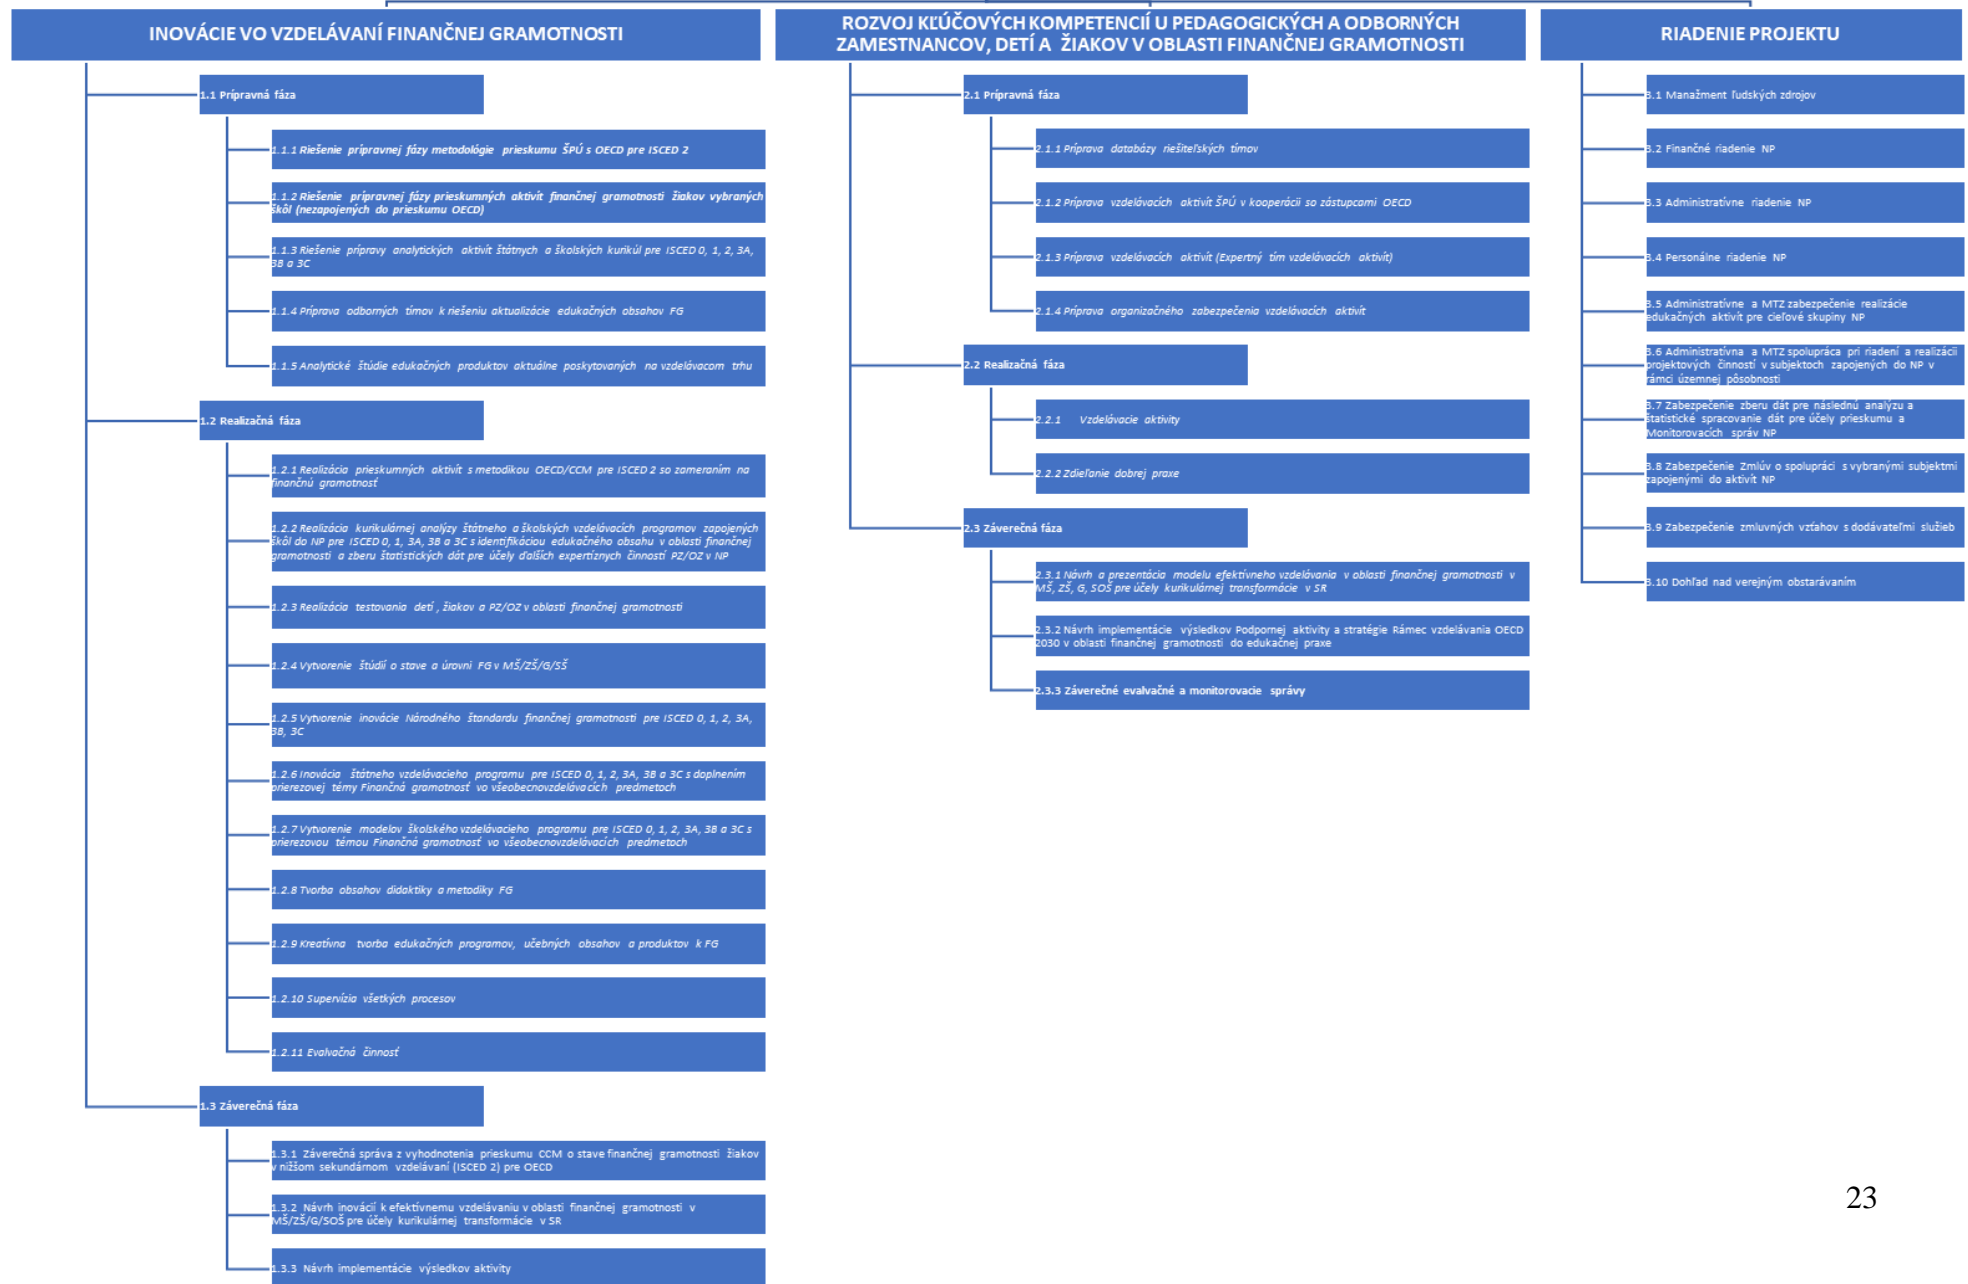 INOVÁCIE VO VZDELÁVANÍ FINANČNEJ GRAMOTNOSTI
1.1 Prípravná fáza
1.1.1 Riešenie prípravnej fázy metodológie prieskumu ŠPÚ s OECD pre ISCED 2
1.1.2 Riešenie prípravnej fázy prieskumných aktivít finančnej gramotnosti žiakov vybraných
škôl (nezapojených do prieskumu OECD)
1.1.3 Riešenie prípravy analytických aktivít štátnych a školských kurikúl pre ISCED 0, 1, 2, 3A,
3B a 3C
1.1.4 Príprava odborných tímov k riešeniu aktualizácie edukačných obsahov FG
1.1.5 Analytické štúdie edukačných produktov aktuálne poskytovaných na vzdelávacom trhu
1.2 Realizačná fáza
1.2.1 Realizácia prieskumných aktivít s metodikou OECD/CCM pre ISCED 2 so zameraním na
finančnú gramotnosť
1.2.2 Realizácia kurikulárnej analýzy štátneho a školských vzdelávacích programov zapojených
škôl do NP pre ISCED 0, 1, 3A, 3B a 3C s identifikáciou edukačného obsahu v oblasti finančnej
gramotnosti a zberu štatistických dát pre účely ďalších expertíznych činností PZ/OZ v NP
1.2.3 Realizácia testovania detí , žiakov a PZ/OZ v oblasti finančnej gramotnosti
1.2.4 Vytvorenie štúdií o stave a úrovni FG v MŠ/ZŠ/G/SŠ
1.2.5 Vytvorenie inovácie Národného štandardu finančnej gramotnosti pre ISCED 0, 1, 2, 3A,
3B, 3C
1.2.6 Inovácia štátneho vzdelávacieho programu pre ISCED 0, 1, 2, 3A, 3B a 3C s doplnením
prierezovej témy Finančná gramotnosť vo všeobecnovzdelávacích predmetoch
1.2.7 Vytvorenie modelov školského vzdelávacieho programu pre ISCED 0, 1, 2, 3A, 3B a 3C s
prierezovou témou Finančná gramotnosť vo všeobecnovzdelávacích predmetoch
1.2.8 Tvorba obsahov didaktiky a metodiky FG
1.2.9 Kreatívna tvorba edukačných programov, učebných obsahov a produktov k FG
1.2.10 Supervízia všetkých procesov
1.2.11 Evalvačná činnosť
1.3 Záverečná fáza
1.3.1 Záverečná správa z vyhodnotenia prieskumu CCM o stave finančnej gramotnosti žiakov
v nižšom sekundárnom vzdelávaní (ISCED 2) pre OECD
1.3.2 Návrh inovácií k efektívnemu vzdelávaniu v oblasti finančnej gramotnosti v
MŠ/ZŠ/G/SOŠ pre účely kurikulárnej transformácie v SR
1.3.3 Návrh implementácie výsledkov aktivity
ROZVOJ KĽÚČOVÝCH KOMPETENCIÍ U PEDAGOGICKÝCH A ODBORNÝCH
ZAMESTNANCOV, DETÍ A ŽIAKOV V OBLASTI FINANČNEJ GRAMOTNOSTI
2.1 Prípravná fáza
2.1.1 Príprava databázy riešiteľských tímov
2.1.2 Príprava vzdelávacích aktivít ŠPÚ v kooperácii so zástupcami OECD
2.1.3 Príprava vzdelávacích aktivít (Expertný tím vzdelávacích aktivít)
2.1.4 Príprava organizačného zabezpečenia vzdelávacích aktivít
2.2 Realizačná fáza
2.2.1 Vzdelávacie aktivity
2.2.2 Zdieľanie dobrej praxe
2.3 Záverečná fáza
2.3.1 Návrh a prezentácia modelu efektívneho vzdelávania v oblasti finančnej gramotnosti v
MŠ, ZŠ, G, SOŠ pre účely kurikulárnej transformácie v SR
2.3.2 Návrh implementácie výsledkov Podpornej aktivity a stratégie Rámec vzdelávania OECD
2030 v oblasti finančnej gramotnosti do edukačnej praxe
2.3.3 Záverečné evalvačné a monitorovacie správy
RIADENIE PROJEKTU
3.1 Manažment ľudských zdrojov
3.2 Finančné riadenie NP
3.3 Administratívne riadenie NP
3.4 Personálne riadenie NP
3.5 Administratívne a MTZ zabezpečenie realizácie
edukačných aktivít pre cieľové skupiny NP
3.6 Administratívna a MTZ spolupráca pri riadení a realizácii
projektových činností v subjektoch zapojených do NP v
rámci územnej pôsobnosti
3.7 Zabezpečenie zberu dát pre následnú analýzu a
štatistické spracovanie dát pre účely prieskumu a
Monitorovacích správ NP
3.8 Zabezpečenie Zmlúv o spolupráci s vybranými subjektmi
zapojenými do aktivít NP
3.9 Zabezpečenie zmluvných vzťahov s dodávateľmi služieb
3.10 Dohľad nad verejným obstarávaním
23